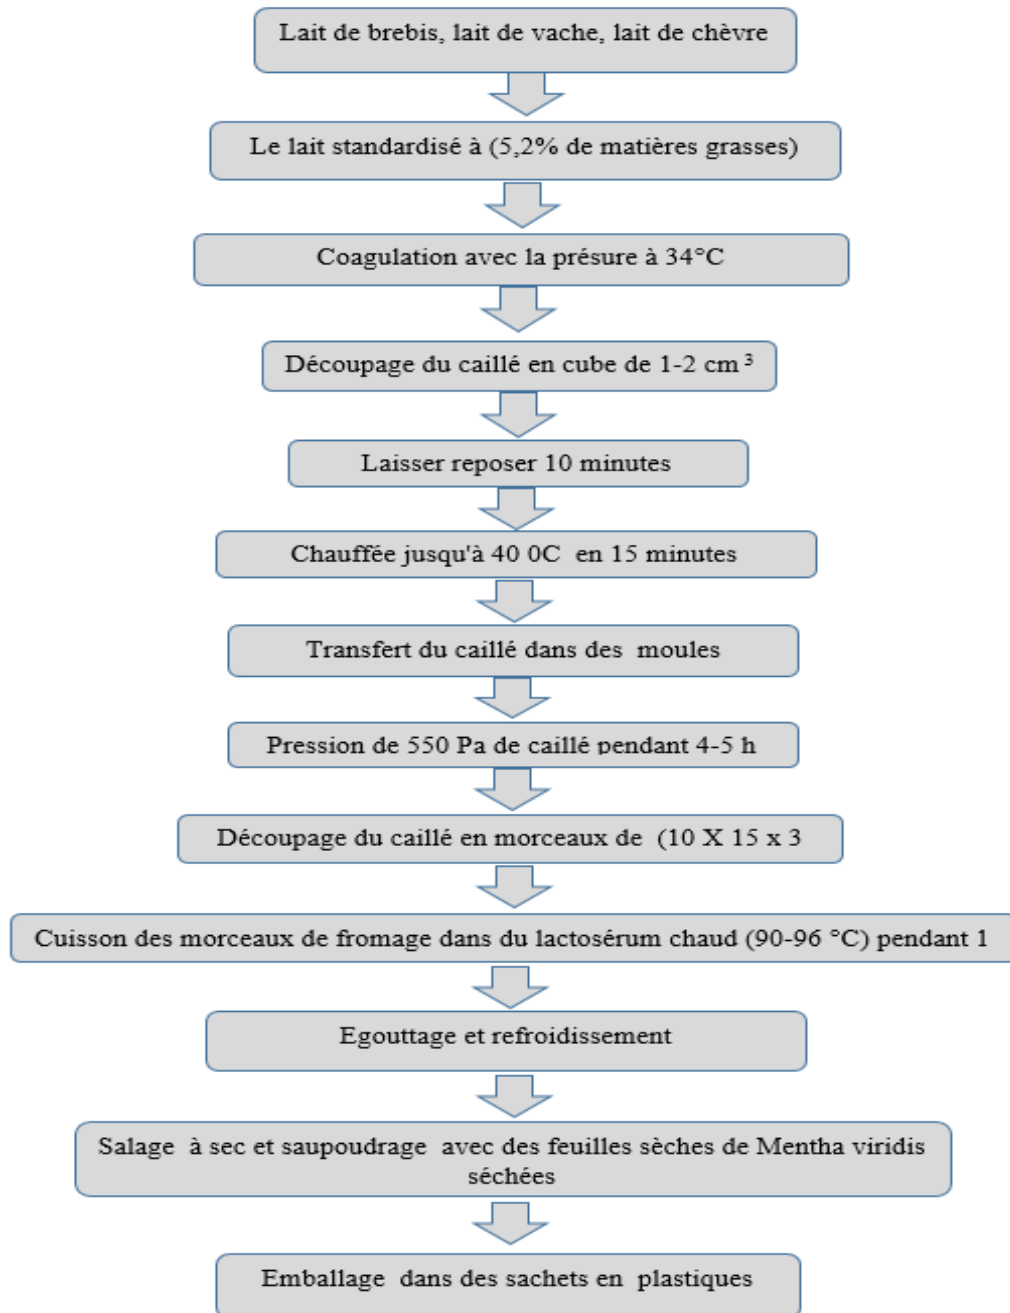 Lait de brebis, lait de vache, lait de chèvre
Le lait standardisé à (5,2% de matières grasses)
Coagulation avec la présure à 34°C
Découpage du caillé en cube de 1-2 cm ³
Laisser reposer 10 minutes
Chauffée jusqu'à 40 0C en 15 minutes
Transfert du caillé dans des moules
Pression de 550 Pa de caillé pendant 4-5 h
Découpage du caillé en morceaux de (10 X 15 x 3
Cuisson des morceaux de fromage dans du lactosérum chaud (90-96 °C) pendant 1
Egouttage et refroidissement
Salage à sec et saupoudrage avec des feuilles sèches de Mentha viridis
séchées
Emballage dans des sachets en plastiques